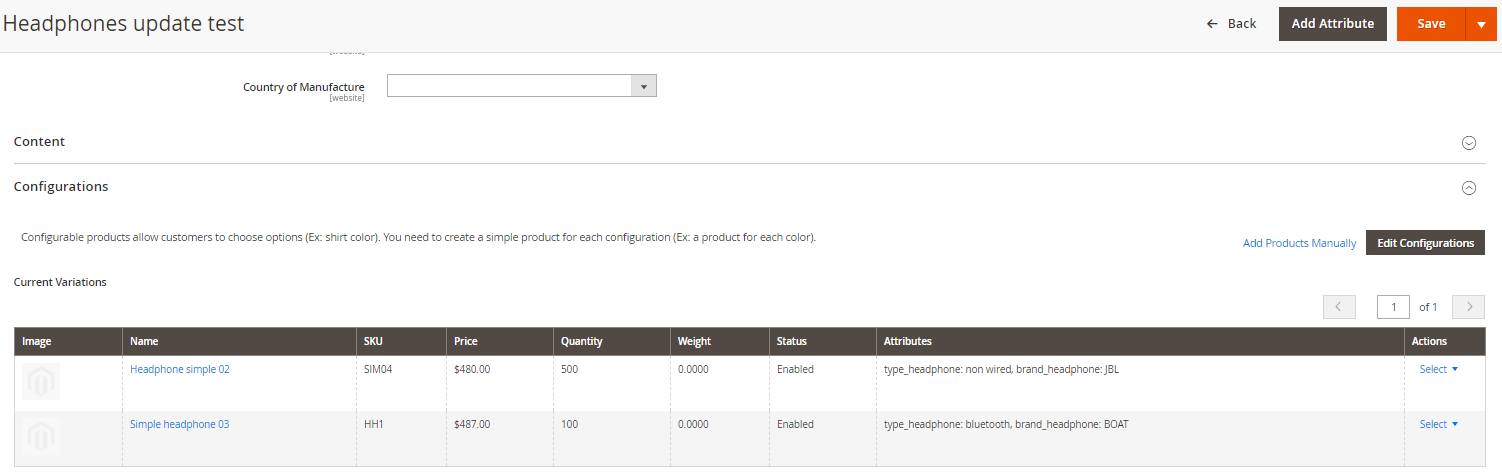 Headphones update test
← Back Add Attribute Save
[website]
Country of Manufacture
[website]
Content
Configurations
Configurable products allow customers to choose options (Ex: shirt color). You need to create a simple product for each configuration (Ex: a product for each color).
Add Products Manually Edit Configurations
Current Variations
1 of 1
Image Name SKU Price Quantity Weight Status Attributes Actions
Headphone simple 02 SIM04 $480.00 500 0.0000 Enabled type_headphone: non wired, brand_headphone: JBL Select
Simple headphone 03 HH1 $487.00 100 0.0000 Enabled type_headphone: bluetooth, brand_headphone: BOAT Select